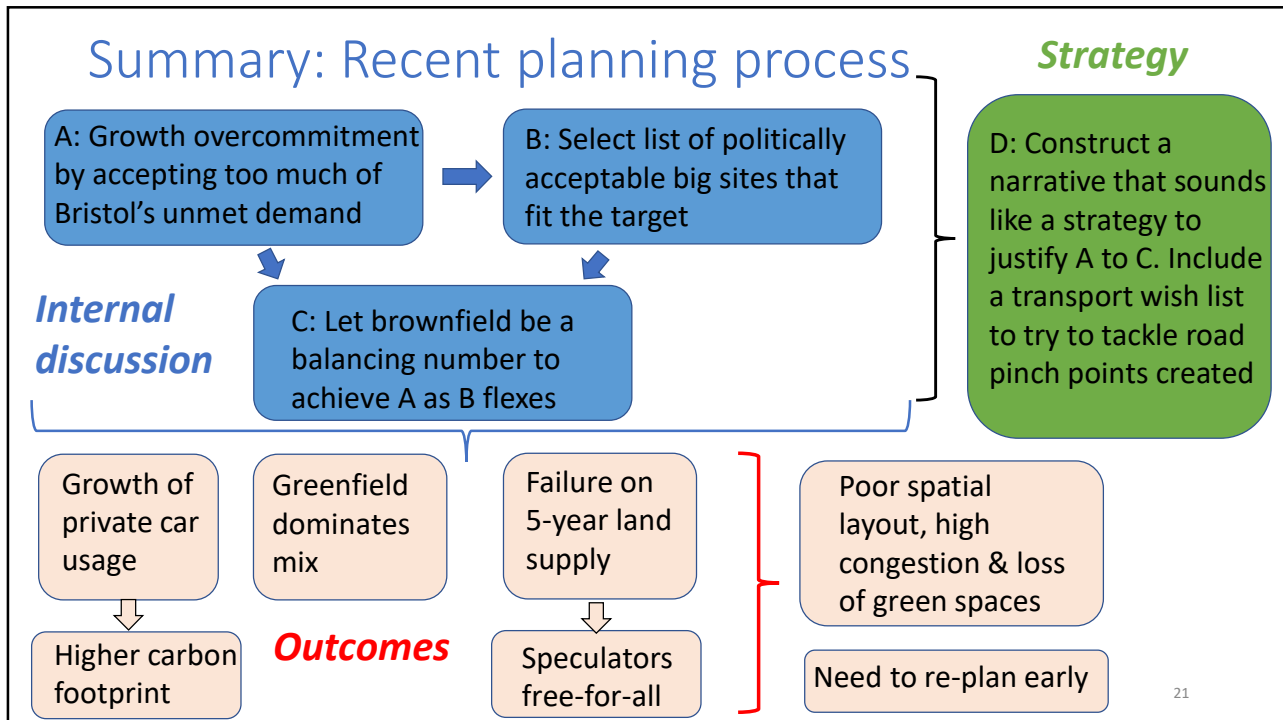 Summary: Recent planning process
Strategy
A: Growth overcommitment
by accepting too much of
Bristol’s unmet demand
B: Select list of politically
acceptable big sites that
fit the target
D: Construct a
narrative that sounds
like a strategy to
justify A to C. Include
a transport wish list
to try to tackle road
pinch points created
Internal
discussion
C: Let brownfield be a
balancing number to
achieve A as B flexes
Growth of
private car
usage
Greenfield
dominates
mix
Failure on
5-year land
supply
Poor spatial
layout, high
congestion & loss
of green spaces
Higher carbon
footprint
Outcomes
Speculators
free-for-all
Need to re-plan early
21